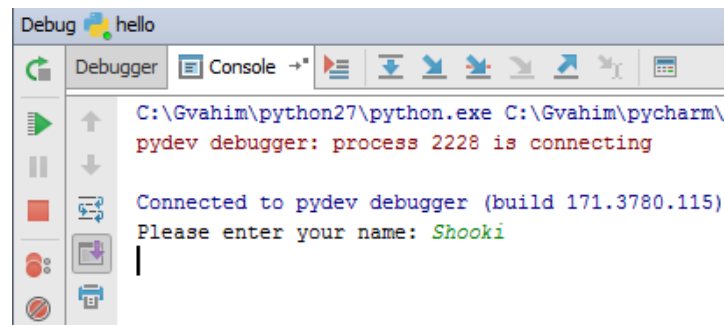 Debug hello
Debugger Console
C:\Gvahim\python27\python.exe C:\Gvahim\pycharm\
pydev debugger: process 2228 is connecting
Connected to pydev debugger (build 171.3780.115)
Please enter your name: Shooki